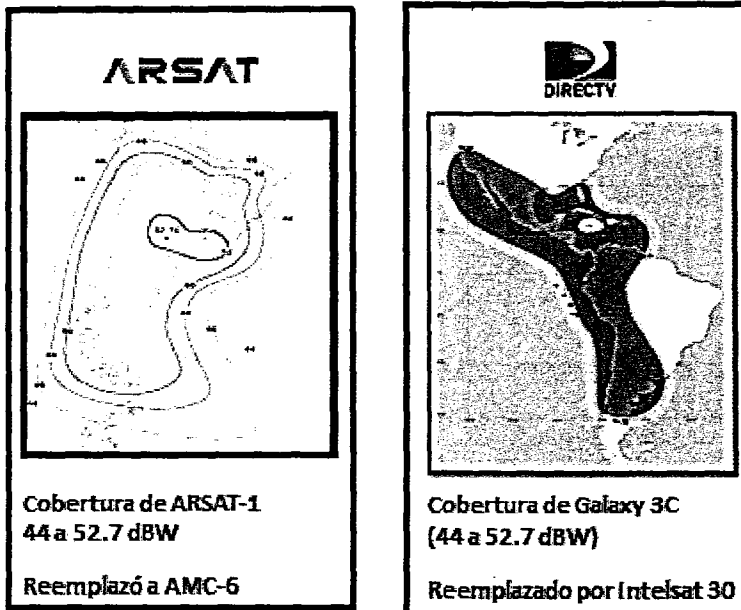 ARSAT
Cobertura de ARSAT-1
44 a 52.7 dBW
Reemplazó a AMC-6
DIRECTV
Cobertura de Galaxy 3C
(44 a 52.7 dBW)
Reemplazado por Intelsat 30